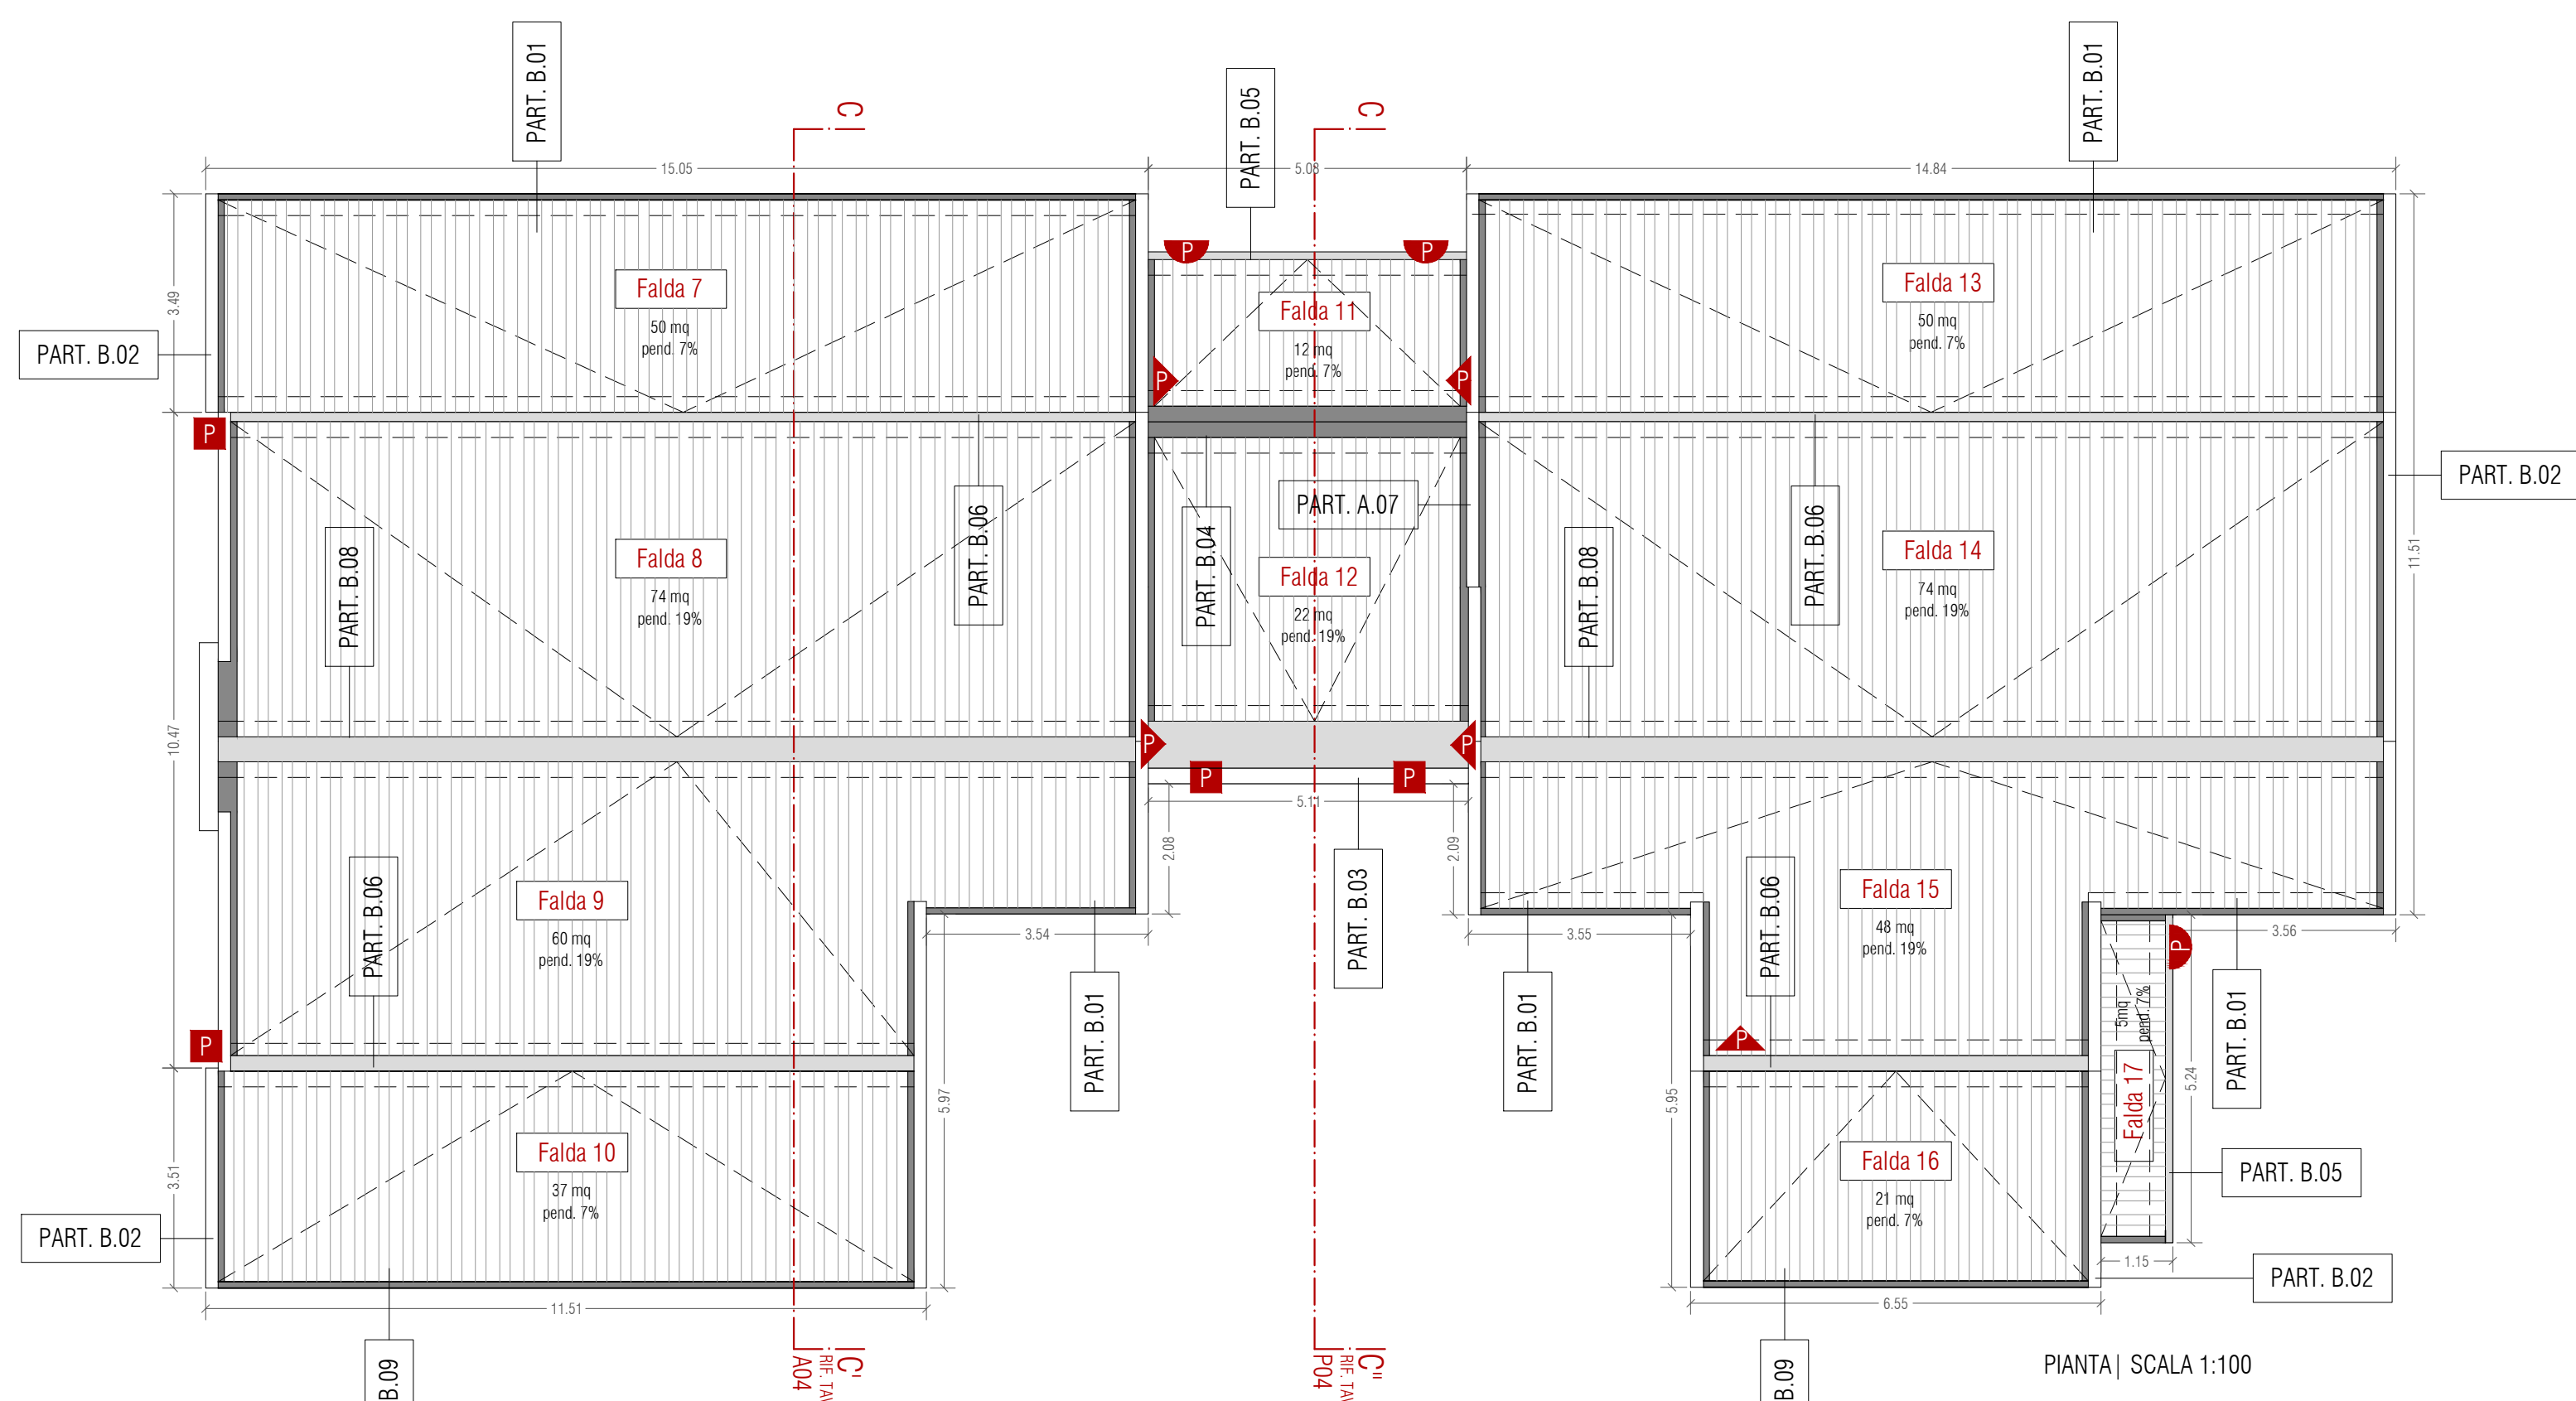 PART. B.01
PART. B.05
PART. B.01
C
C
15.05
5.08
14.84
3.49
PART. B.02
Falda 7
50 mq
pend. 7%
P
P
Falda 11
12 mq
pend. 7%
P
P
Falda 13
50 mq
pend. 7%
P
PART. B.08
Falda 8
74 mq
pend. 19%
PART. B.06
PART. B.04
PART. A.07
Falda 12
22 mq
pend. 19%
PART. B.08
PART. B.06
Falda 14
74 mq
pend. 19%
PART. B.02
11.51
10.47
P
P
P
P
5.11
2.08
2.09
PART. B.03
PART. B.06
Falda 9
60 mq
pend. 19%
3.54
PART. B.01
3.55
PART. B.01
PART. B.06
Falda 15
48 mq
pend. 19%
P
3.56
PART. B.01
P
P
5mq
pend. 7%
Falda 17
5.24
5.97
5.95
3.51
PART. B.02
Falda 10
37 mq
pend. 7%
Falda 16
21 mq
pend. 7%
PART. B.05
1.15
PART. B.02
11.51
6.55
B.09
C'
RIF. TAV
A04
C"
RIF. TAV
P04
B.09
PIANTA| SCALA 1:100